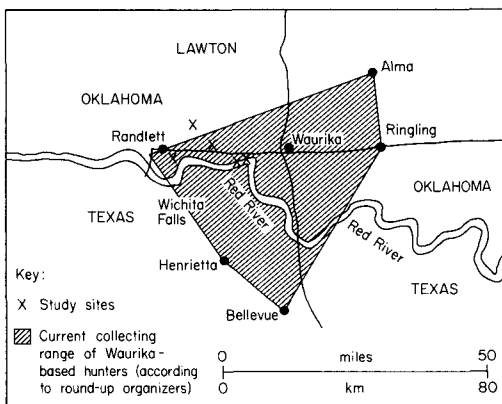 LAWTON
Alma
OKLAHOMA
Randlett
Waurika
Ringling
OKLAHOMA
TEXAS
Wichita
Falls
Red River
Red River
Henrietta
TEXAS
Key:
X Study sites
Bellevue
Current collecting
range of Waurika-
based hunters (according
to round-up organizers)
0 miles 50
0 km 80